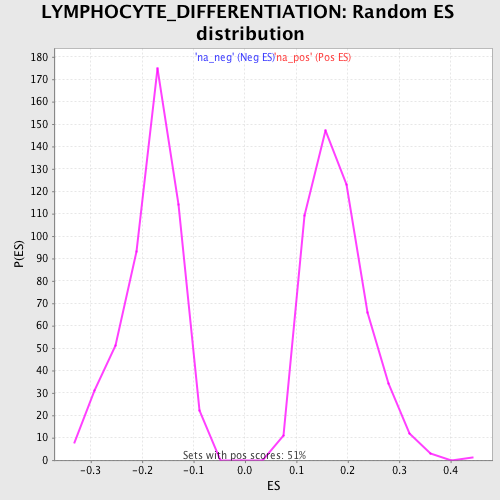 LYMPHOCYTE_DIFFERENTIATION: Random ES
distribution
'na_neg' (Neg ES)'na_pos' (Pos ES)
180
170
160
150
140
130
120
110
100
90
80
70
60
50
40
30
20
10
0
P(ES)
Sets with pos scores: 51%
-0.3 -0.2 -0.1 0.0 0.1 0.2 0.3 0.4
ES